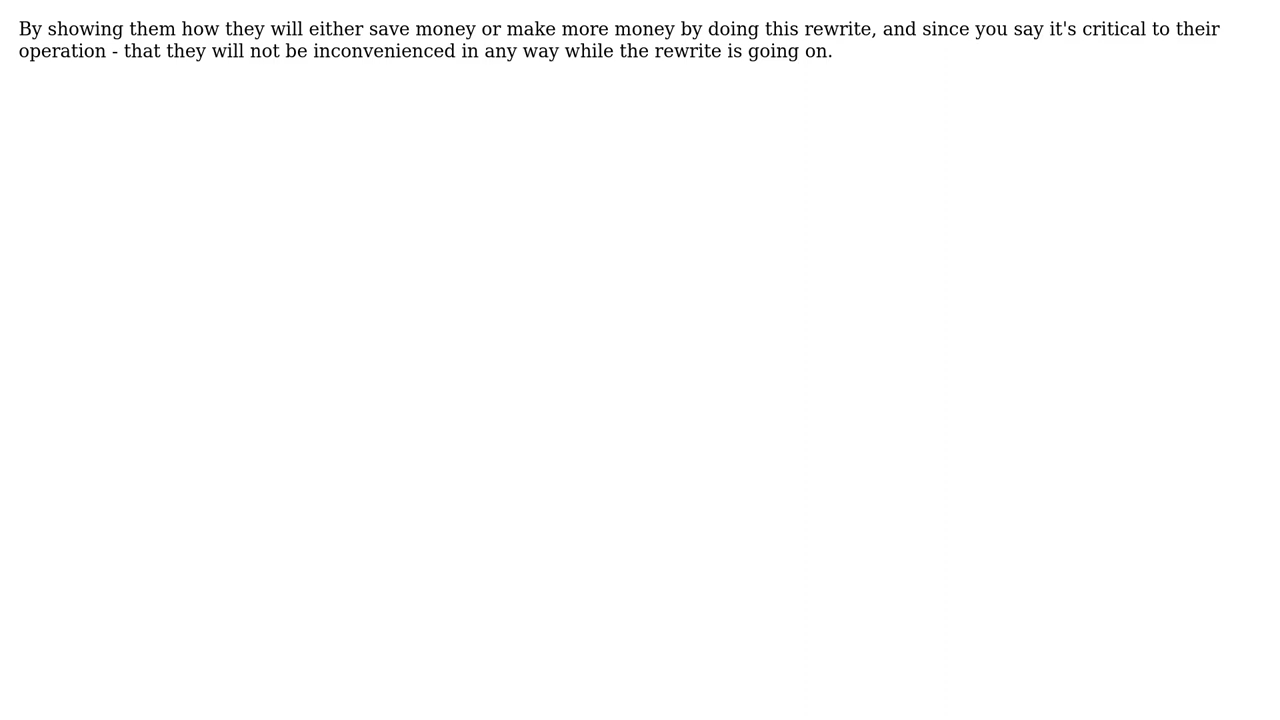 By showing them how they will either save money or make more money by doing this rewrite, and since you say it's critical to their
operation - that they will not be inconvenienced in any way while the rewrite is going on.